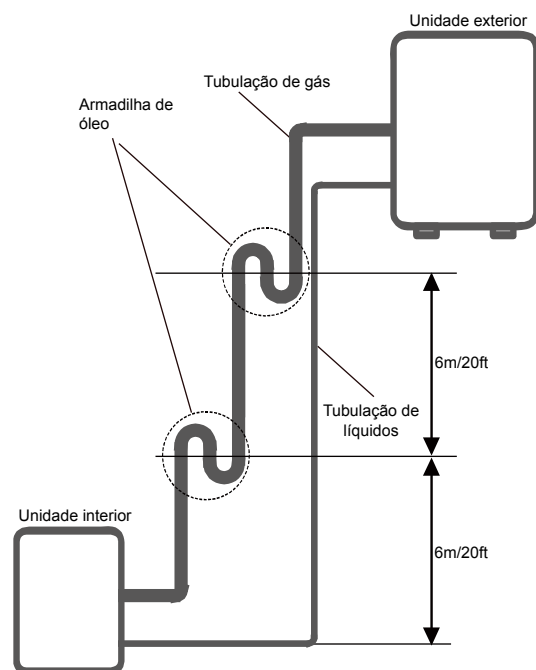 Unidade exterior
Tubulação de gás
Armadilha de
óleo
6m/20ft
Tubulação de
líquidos
Unidade interior
6m/20ft